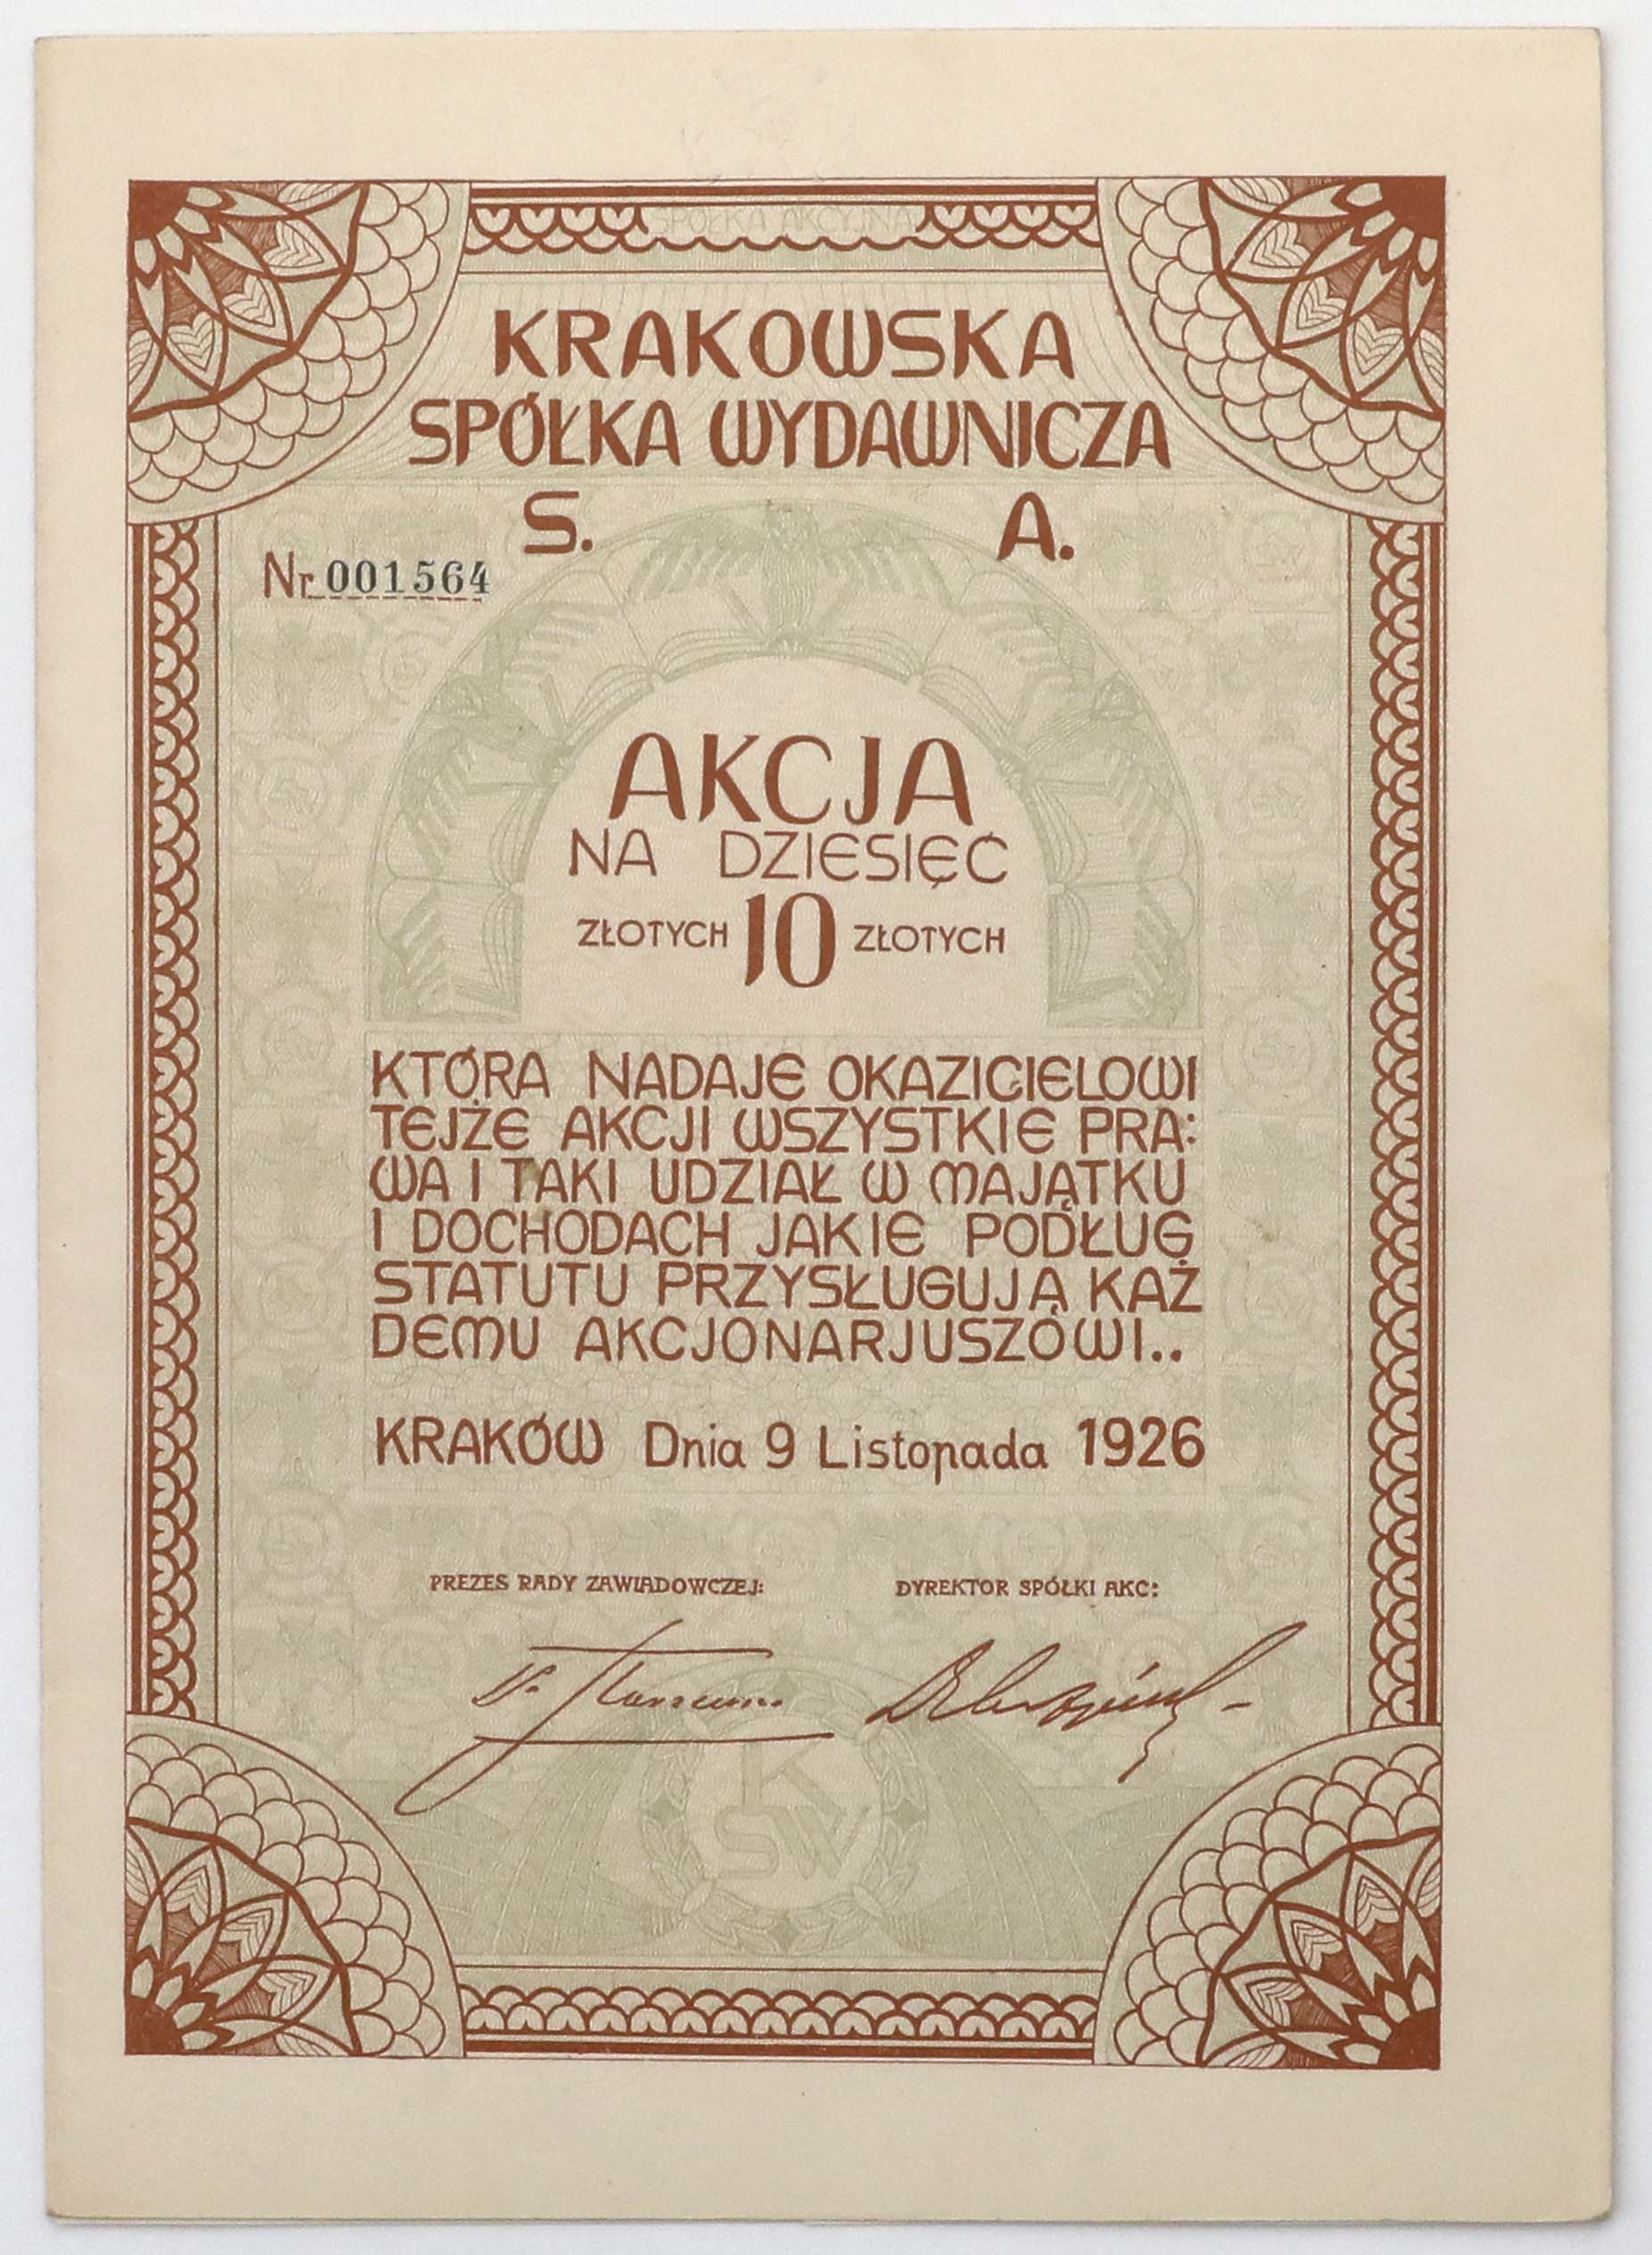 SPÓŁKA AKCYJNA
KRAKOWSKA
SPÓŁKA WYDAWNICZA
S. A.
Nr 001564
AKCJA
NA DZIESIĘĆ
ZŁOTYCH 10 ZŁOTYCH
KTÓRA NADAJE OKAZICIELOWI
TEJŻE AKCJI WSZYSTKIE PRA:
WA I TAKI UDZIAŁ W MAJĄTKU
I DOCHODACH JAKIE PODŁUG
STATUTU PRZYSŁUGUJĄ KAŻ
DEMU AKCJONARJUSZOWI..
KRAKÓW Dnia 9 Listopada 1926
PREZES RADY ZAWIADOWCZEJ: DYREKTOR SPÓŁKI AKC:
K
SW